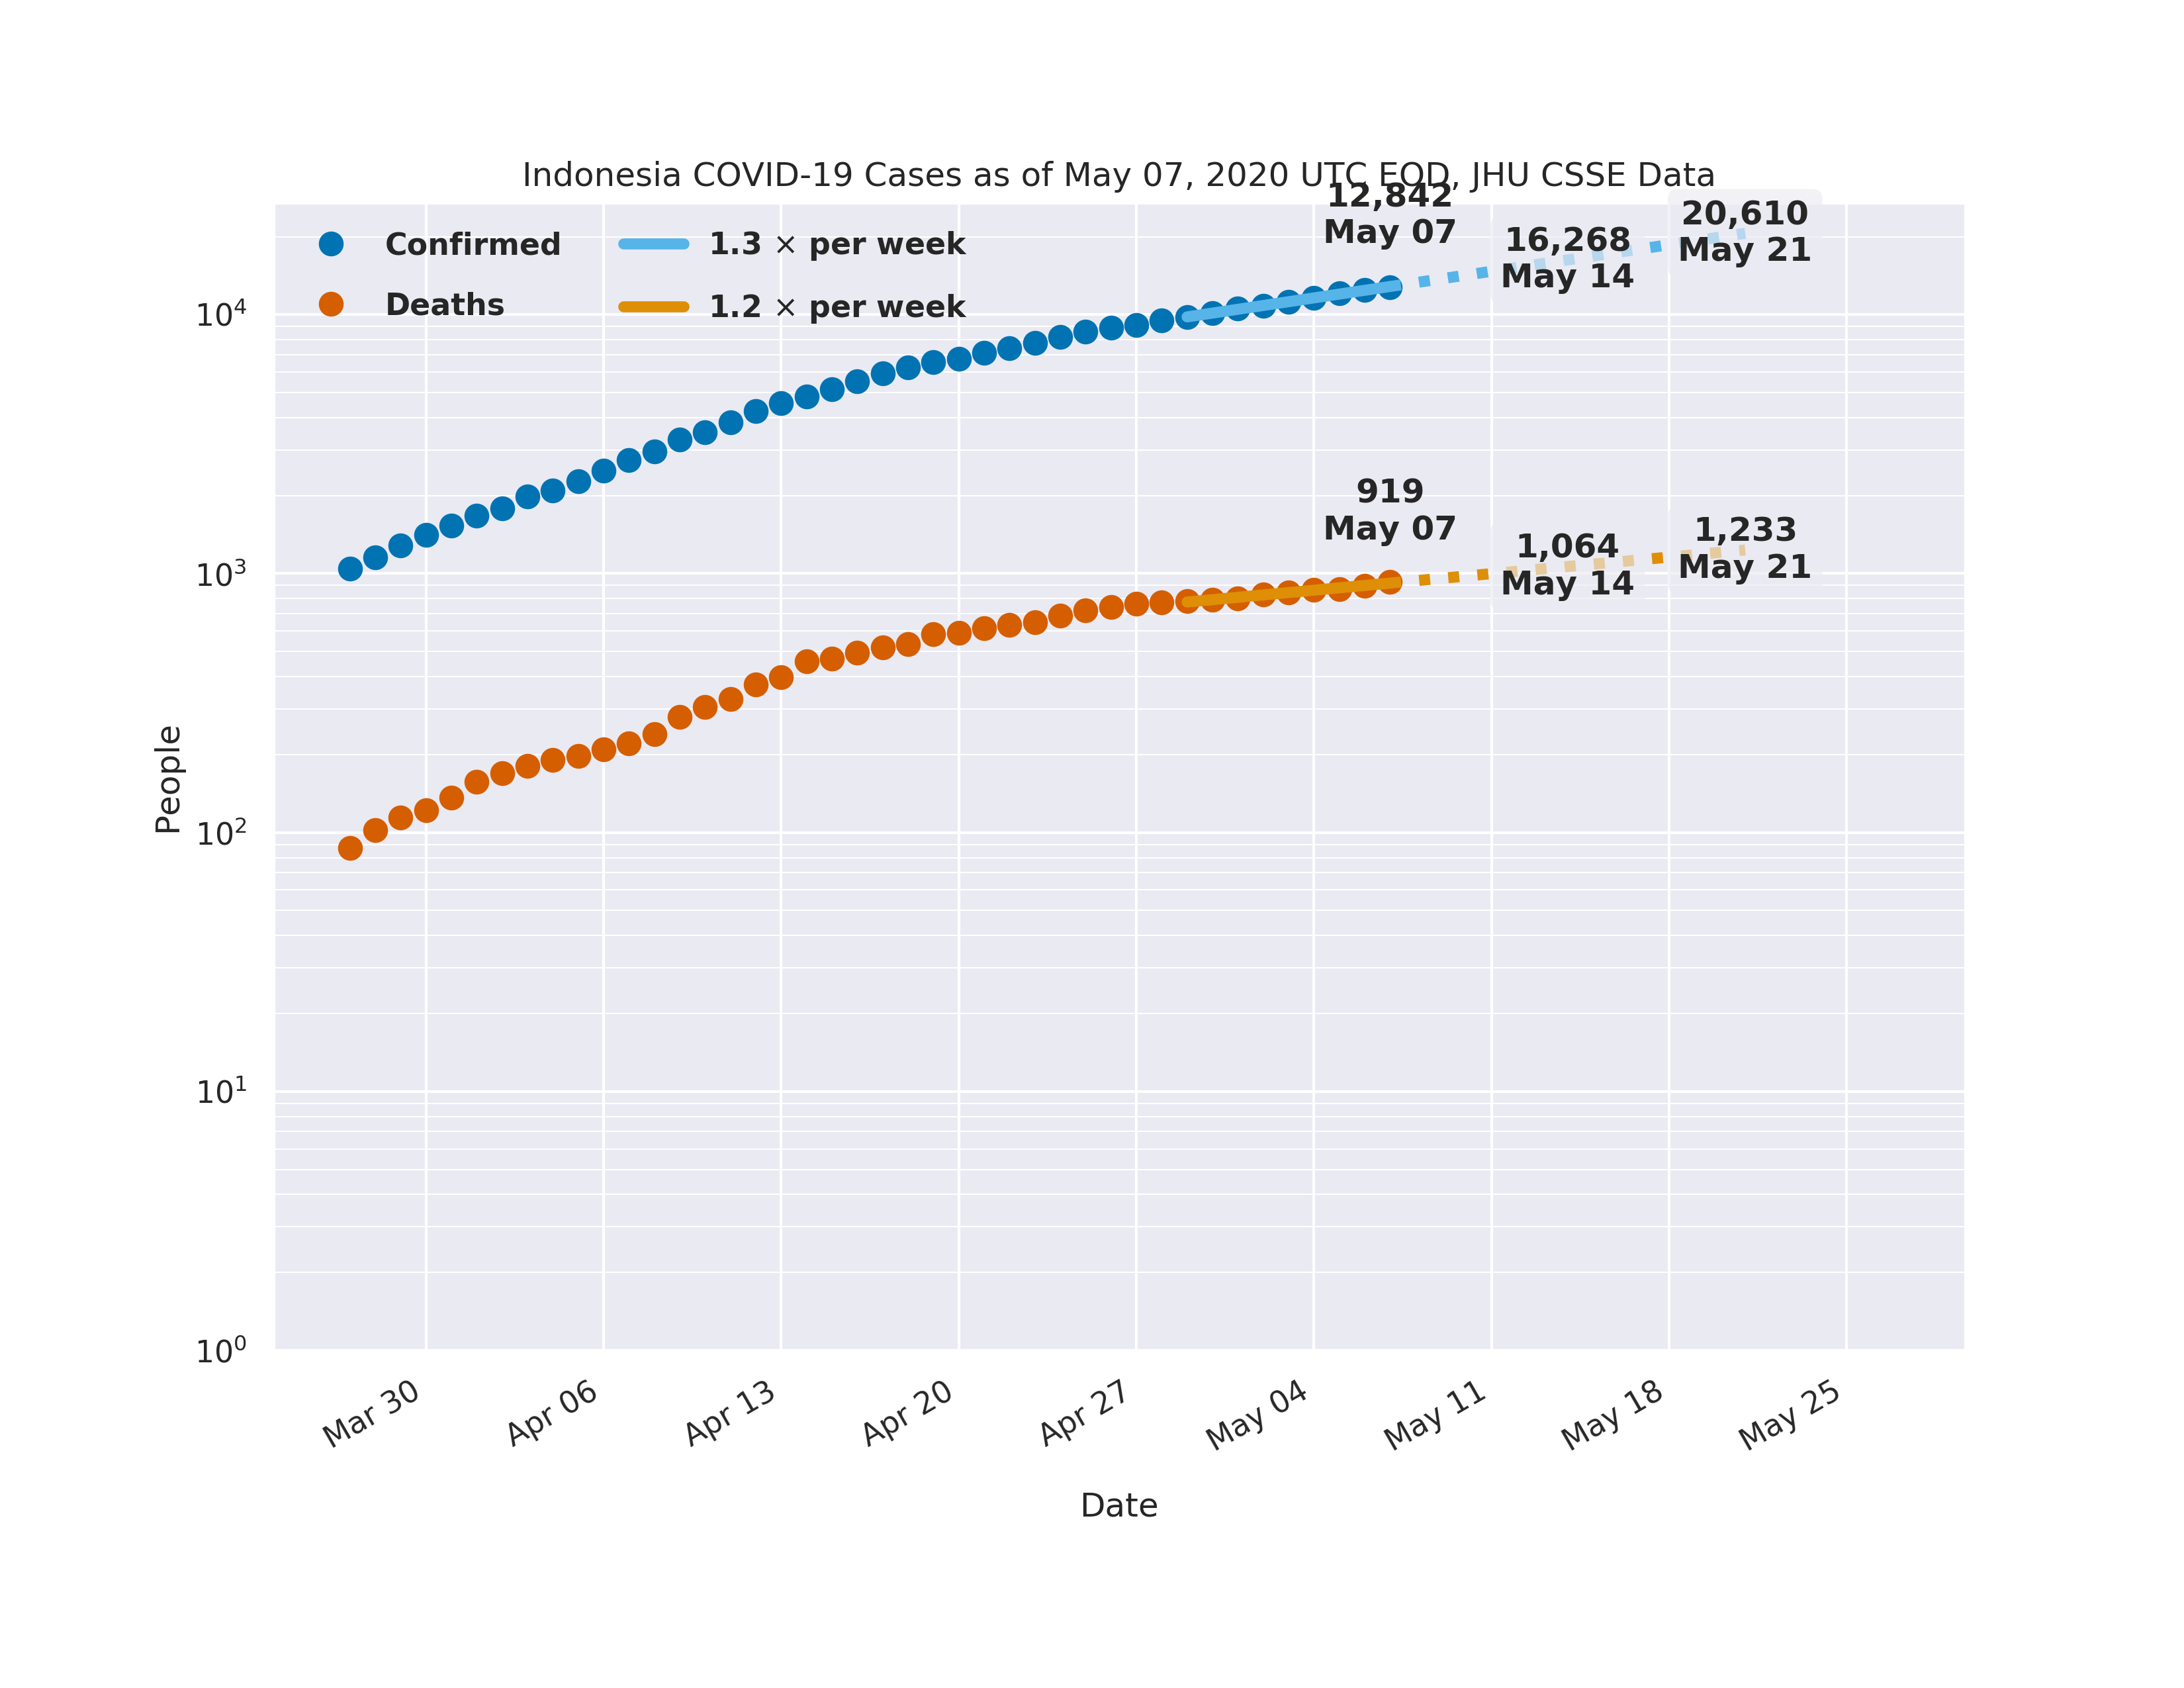 Indonesia COVID-19 Cases as of May 07, 2020 UTC EOD, JHU CSSE Data
Confirmed
Deaths
1.3 × per week
1.2 × per week
12,842
May 07
16,268
May 14
20,610
May 21
919
May 07
1,064
May 14
1,233
May 21
People
10⁴
10³
10²
10¹
10⁰
Mar 30
Apr 06
Apr 13
Apr 20
Apr 27
May 04
May 11
May 18
May 25
Date